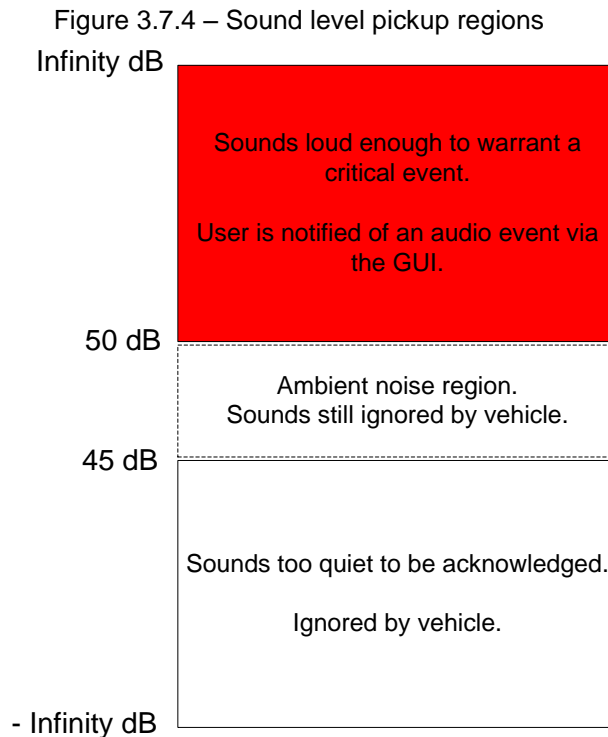 Figure 3.7.4 – Sound level pickup regions
Infinity dB
Sounds loud enough to warrant a
critical event.
User is notified of an audio event via
the GUI.
50 dB
Ambient noise region.
Sounds still ignored by vehicle.
45 dB
Sounds too quiet to be acknowledged.
Ignored by vehicle.
- Infinity dB